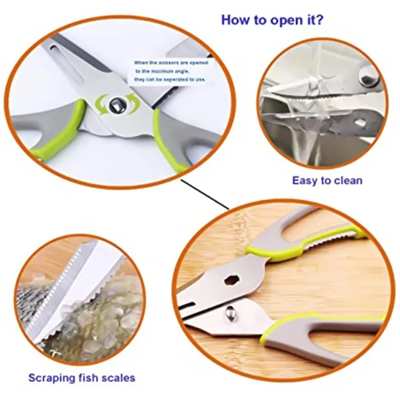 How to open it?
When the scissors are opened
to the maximum angle,
they can be seperated to use.
Easy to clean
Scraping fish scales